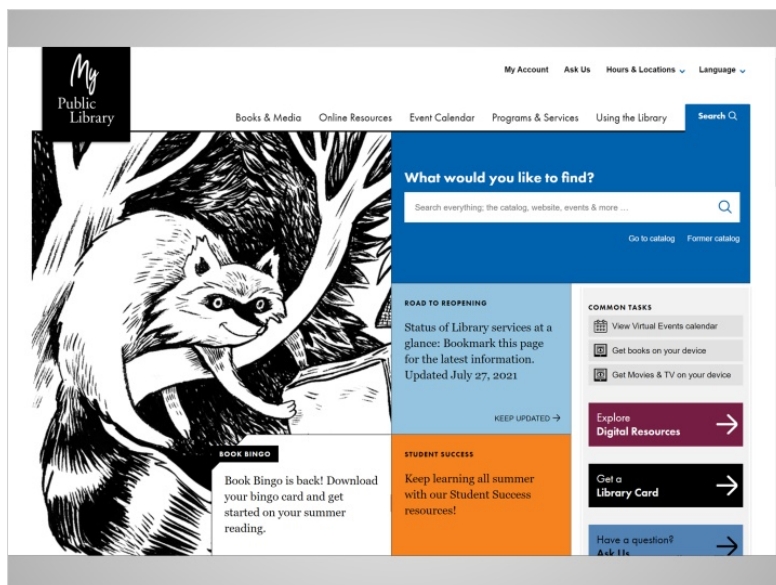 My
Public
Library
My Account Ask Us Hours & Locations Language
Books & Media Online Resources Event Calendar Programs & Services Using the Library Search
What would you like to find?
Search everything; the catalog, website, events & more ...
Go to catalog Former catalog
ROAD TO REOPENING
Status of Library services at a
glance: Bookmark this page
for the latest information.
Updated July 27, 2021
KEEP UPDATED →
COMMON TASKS
View Virtual Events calendar
Get books on your device
Get Movies & TV on your device
Explore
Digital Resources
Get a
Library Card
Have a question?
Ask Us
BOOK BINGO
Book Bingo is back! Download
your bingo card and get
started on your summer
reading.
STUDENT SUCCESS
Keep learning all summer
with our Student Success
resources!